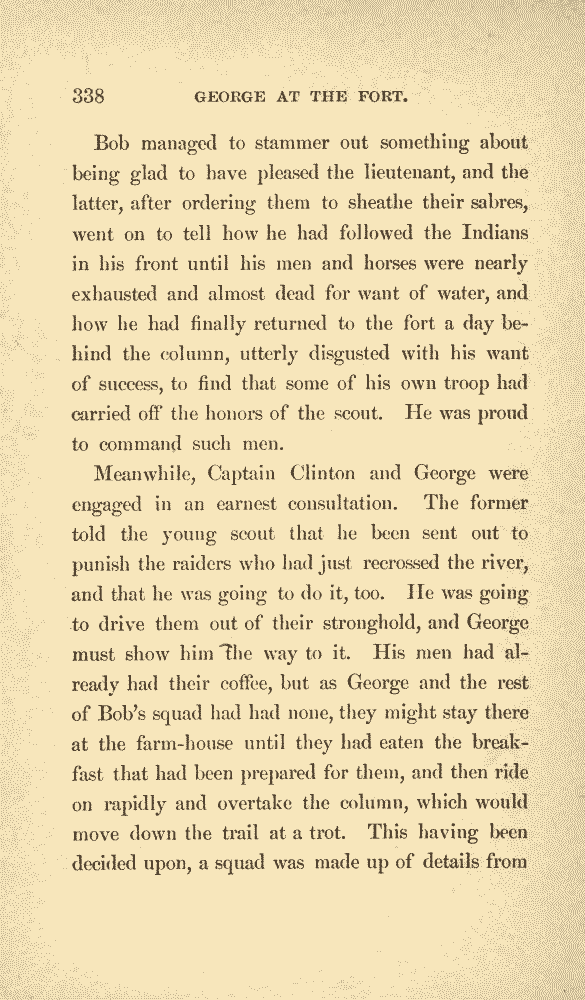 338 GEORGE AT THE FORT.
Bob managed to stammer out something about
being glad to have pleased the lieutenant, and the
latter, after ordering them to sheathe their sabres,
went on to tell how he had followed the Indians
in his front until his men and horses were nearly
exhausted and almost dead for want of water, and
how he had finally returned to the fort a day be-
hind the column, utterly disgusted with his want
of success, to find that some of his own troop had
carried off the honors of the scout. He was proud
to command such men.
Meanwhile, Captain Clinton and George were
engaged in an earnest consultation. The former
told the young scout that he been sent out to
punish the raiders who had just recrossed the river,
and that he was going to do it, too. He was going
to drive them out of their stronghold, and George
must show him the way to it. His men had al-
ready had their coffee, but as George and the rest
of Bob's squad had had none, they might stay there
at the farm-house until they had eaten the break-
fast that had been prepared for them, and then ride
on rapidly and overtake the column, which would
move down the trail at a trot. This having been
decided upon, a squad was made up of details from